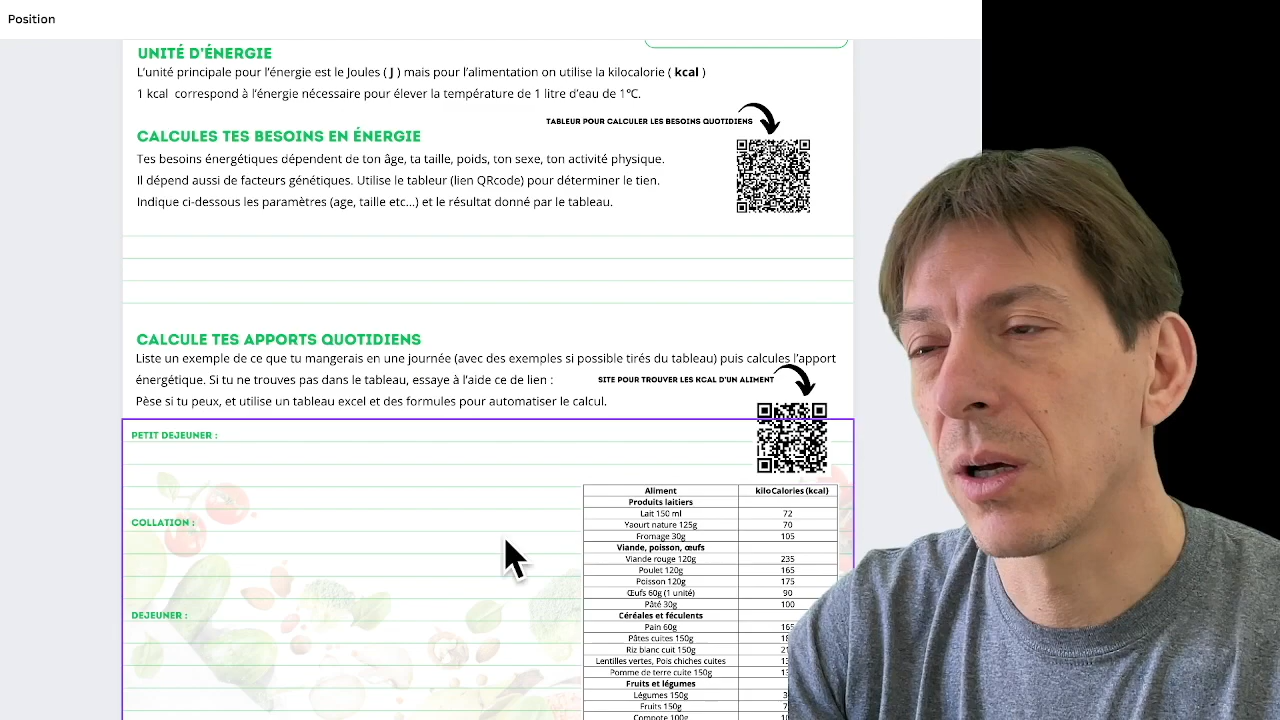 Position
UNITÉ D'ÉNERGIE
L'unité principale pour l'énergie est le Joules ( J ) mais pour l'alimentation on utilise la kilocalorie ( kcal )
1 kcal correspond à l'énergie nécessaire pour élever la température de 1 litre d'eau de 1°C.
TABLEUR POUR CALCULER LES BESOINS QUOTIDIENS
CALCULES TES BESOINS EN ÉNERGIE
Tes besoins énergétiques dépendent de ton âge, ta taille, poids, ton sexe, ton activité physique.
Il dépend aussi de facteurs génétiques. Utilise le tableur (lien QRcode) pour déterminer le tien.
Indique ci-dessous les paramètres (age, taille etc...) et le résultat donné par le tableau.
CALCULE TES APPORTS QUOTIDIENS
Liste un exemple de ce que tu mangerais en une journée (avec des exemples si possible tirés du tableau) puis calcules l'apport
énergétique. Si tu ne trouves pas dans le tableau, essaye à l'aide ce de lien :
SITE POUR TROUVER LES KCAL D'UN ALIMENT
Pèse si tu peux, et utilise un tableau excel et des formules pour automatiser le calcul.
PETIT DEJEUNER :
COLLATION :
DEJEUNER :
Aliment kiloCalories (kcal)
Produits laitiers
Lait 150 ml 72
Yaourt nature 125g 70
Fromage 30g 105
Viande, poisson, œufs
Viande rouge 120g 235
Poulet 120g 165
Poisson 120g 175
Œufs 60g (1 unité) 90
Pâté 30g 100
Céréales et féculents
Pain 60g 165
Pâtes cuites 150g
Riz blanc cuit 150g
Lentilles vertes, Pois chiches cuites
Pomme de terre cuite 150g
Fruits et légumes
Légumes 150g
Fruits 150g
Compote 100g